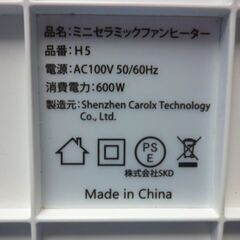 品名:ミニセラミックファンヒーター
品番:H5
電源:AC100V 50/60Hz
消費電力:600W
製造元:Shenzhen Carolx Technology
Co., Ltd.
PS
E
株式会社SKD
Made in China